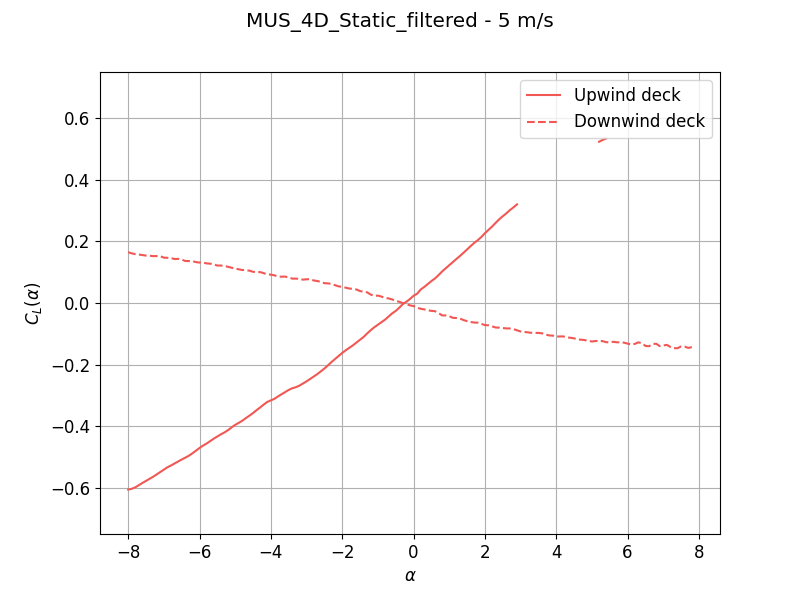 MUS_4D_Static_filtered - 5 m/s
Upwind deck
Downwind deck
0.6
0.4
0.2
0.0
−0.2
−0.4
−0.6
C_L(α)
−8 −6 −4 −2 0 2 4 6 8
α